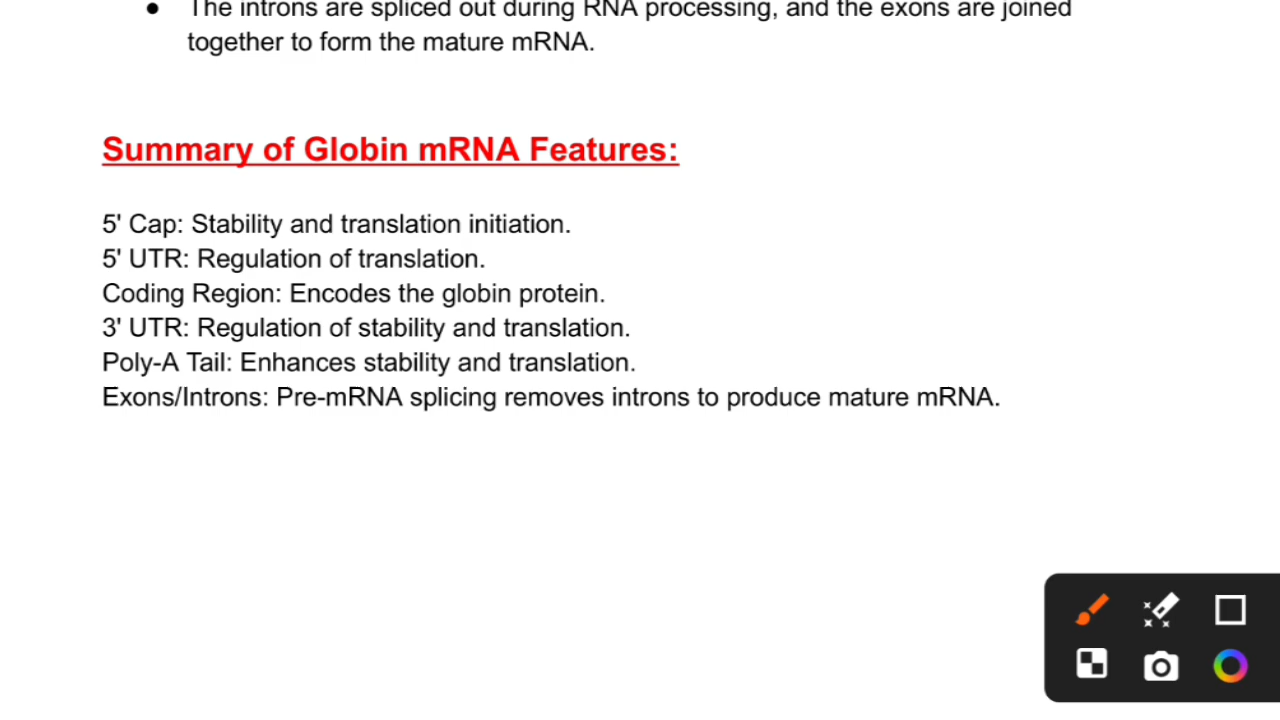 ● The introns are spliced out during RNA processing, and the exons are joined
together to form the mature mRNA.
Summary of Globin mRNA Features:
5' Cap: Stability and translation initiation.
5' UTR: Regulation of translation.
Coding Region: Encodes the globin protein.
3' UTR: Regulation of stability and translation.
Poly-A Tail: Enhances stability and translation.
Exons/Introns: Pre-mRNA splicing removes introns to produce mature mRNA.